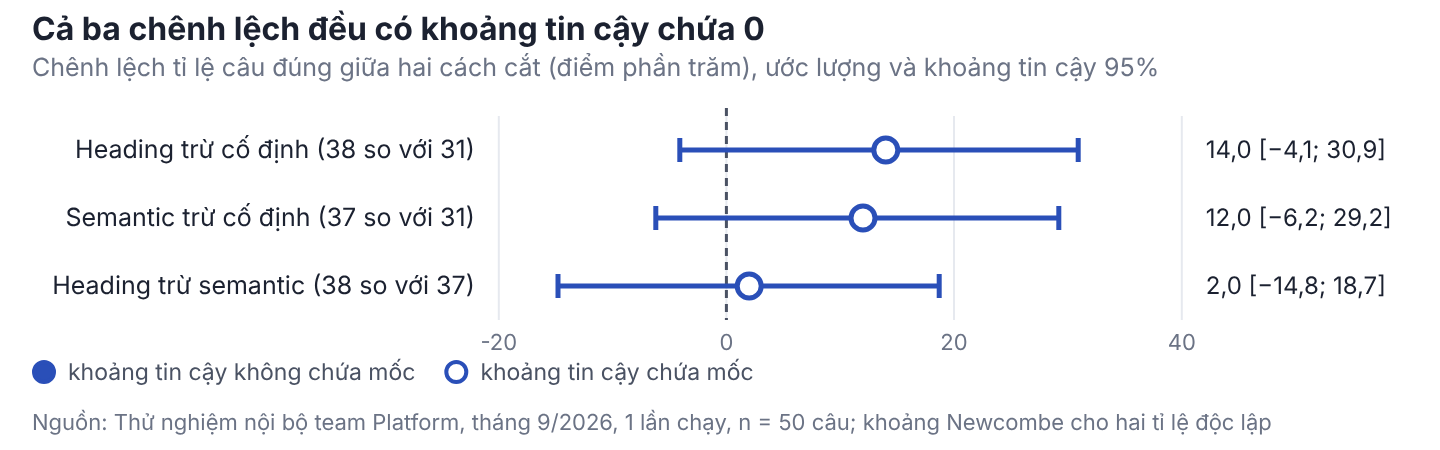 Cả ba chênh lệch đều có khoảng tin cậy chứa 0
Chênh lệch tỉ lệ câu đúng giữa hai cách cắt (điểm phần trăm), ước lượng và khoảng tin cậy 95%
Heading trừ cố định (38 so với 31) 14,0 [−4,1; 30,9]
Semantic trừ cố định (37 so với 31) 12,0 [−6,2; 29,2]
Heading trừ semantic (38 so với 37) 2,0 [−14,8; 18,7]
-20 0 20 40
khoảng tin cậy không chứa mốc khoảng tin cậy chứa mốc
Nguồn: Thử nghiệm nội bộ team Platform, tháng 9/2026, 1 lần chạy, n = 50 câu; khoảng Newcombe cho hai tỉ lệ độc lập